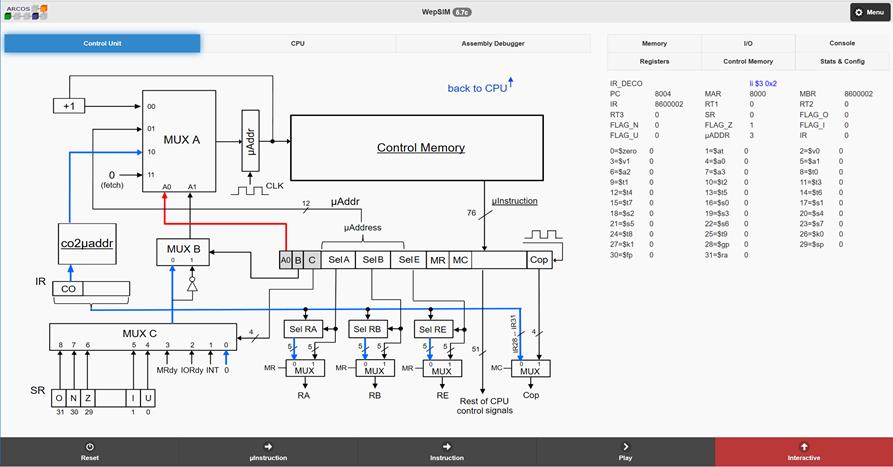 ARCOS
WepSIM 5.7c
Menu
Control Unit
CPU
Assembly Debugger
Memory
I/O
Console
Registers
Control Memory
Stats & Config
back to CPU
+1
00
01
10
11
MUX A
A0 A1
0
(fetch)
µAddr
CLK
Control Memory
12
µAddr
76
µInstruction
µAddress
co2µaddr
MUX B
0 1
A0 B C SelA SelB SelE MR MC Cop
IR
CO
MUX C
8 7 6 5 4 3 2 1 0
4
MRdy IORdy INT 0
SR
O N Z I U
31 30 29 1 0
Sel RA
Sel RB
Sel RE
5 5
5 5
5 5
0 1
0 1
0 1
0 1
MR MUX
MR MUX
MR MUX
MC MUX
RA
RB
RE
Cop
51
IR28 .. IR31
4
Rest of CPU
control signals
IR_DECO li $3 0x2
PC 8004 MAR 8000 MBR 8600002
IR 8600002 RT1 0 RT2 0
RT3 0 SR 0 FLAG_O 0
FLAG_N 0 FLAG_Z 1 FLAG_I 0
FLAG_U 0 µADDR 3 IR 0
0=$zero 0 1=$at 0 2=$v0 0
3=$v1 0 4=$a0 0 5=$a1 0
6=$a2 0 7=$a3 0 8=$t0 0
9=$t1 0 10=$t2 0 11=$t3 0
12=$t4 0 13=$t5 0 14=$t6 0
15=$t7 0 16=$s0 0 17=$s1 0
18=$s2 0 19=$s3 0 20=$s4 0
21=$s5 0 22=$s6 0 23=$s7 0
24=$t8 0 25=$t9 0 26=$k0 0
27=$k1 0 28=$gp 0 29=$sp 0
30=$fp 0 31=$ra 0
Reset
µInstruction
Instruction
Play
Interactive